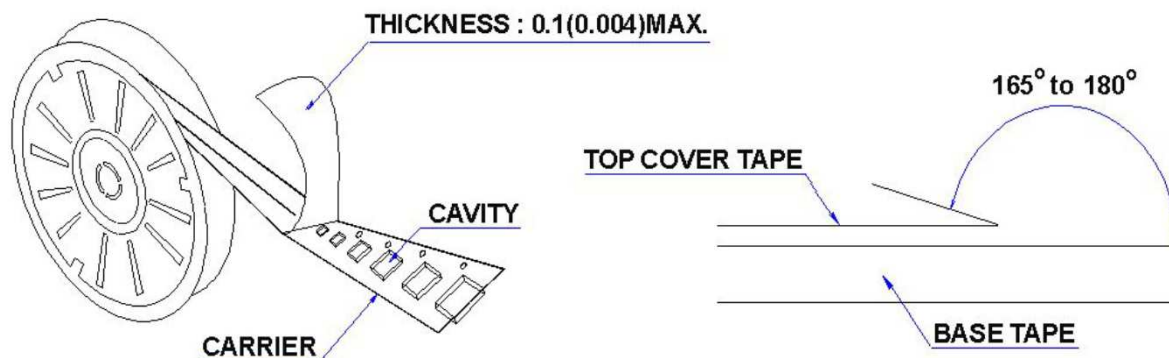 THICKNESS : 0.1(0.004)MAX.
165° to 180°
TOP COVER TAPE
CAVITY
BASE TAPE
CARRIER